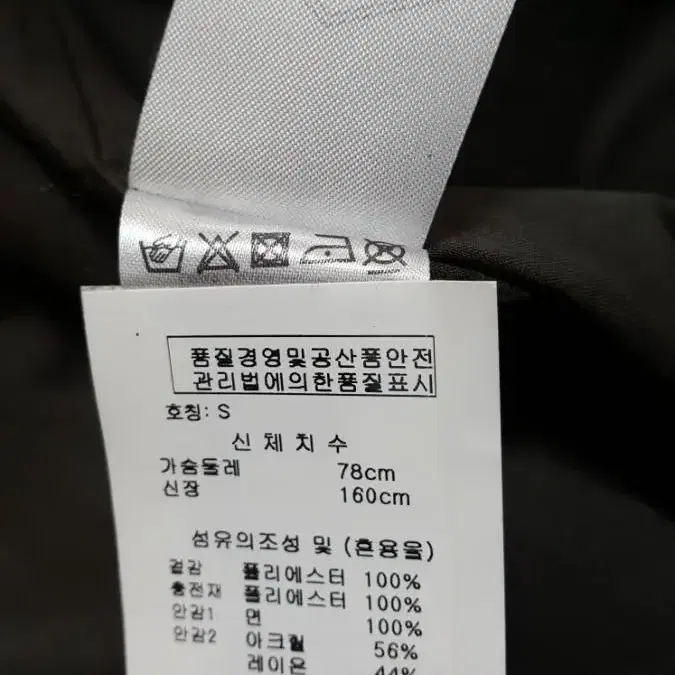 품질경영및공산품안전
관리법에의한품질표시
호칭: S
신체치수
가슴둘레 78cm
신장 160cm
섬유의조성 및 (혼용율)
겉감 폴리에스터 100%
충전재 폴리에스터 100%
안감1 면 100%
안감2 아크릴 56%
레이온 44%